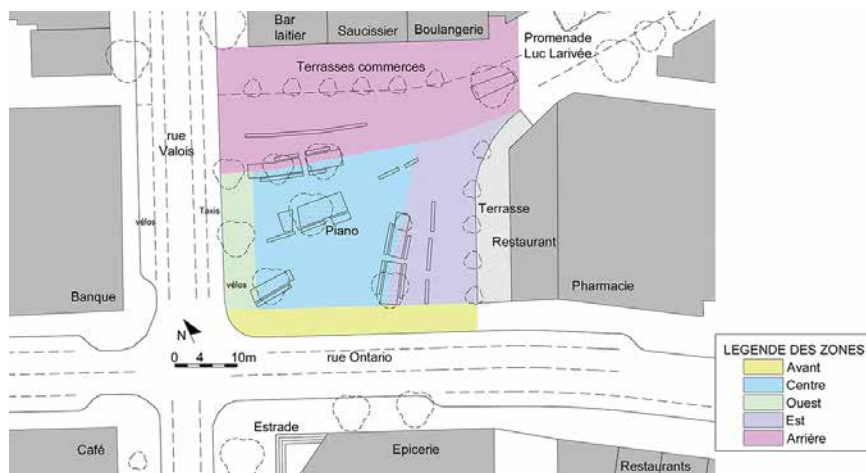 Bar
laitier
Saucissier
Boulangerie
Promenade
Luc Larivée
Terrasses commerces
rue
Valois
vélos
Taxis
Piano
Terrasse
Restaurant
vélos
Banque
Pharmacie
N
0 4 10m
rue Ontario
LEGENDE DES ZONES
Avant
Centre
Ouest
Est
Arrière
Estrade
Café
Epicerie
Restaurants